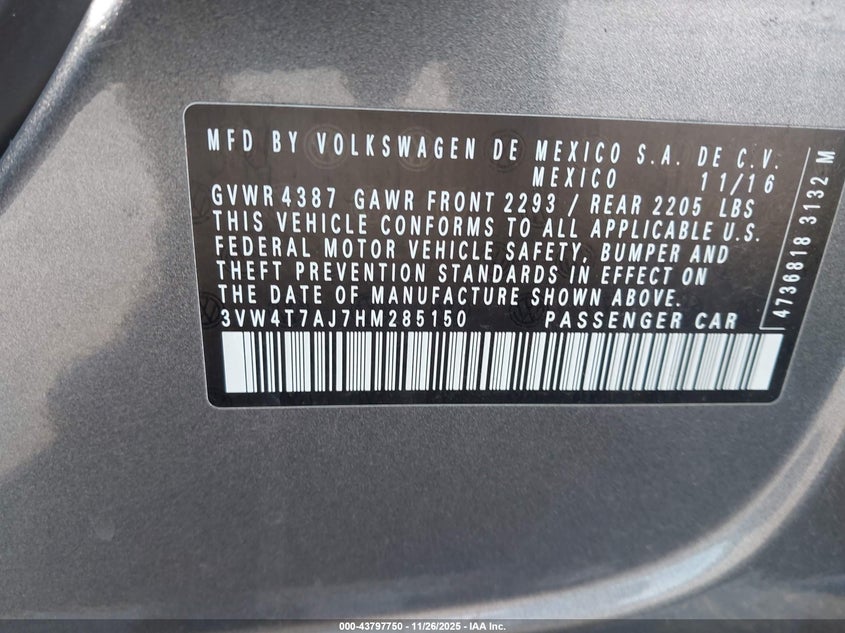 MFD BY VOLKSWAGEN DE MEXICO S.A. DE C.V.
MEXICO 11/16
GVWR 4387 GAWR FRONT 2293 / REAR 2205 LBS
THIS VEHICLE CONFORMS TO ALL APPLICABLE U.S.
FEDERAL MOTOR VEHICLE SAFETY, BUMPER AND
THEFT PREVENTION STANDARDS IN EFFECT ON
THE DATE OF MANUFACTURE SHOWN ABOVE.
3VW4T7AJ7HM285150 PASSENGER CAR
4736818 3132 M
000-43797750 - 11/26/2025 - IAA Inc.